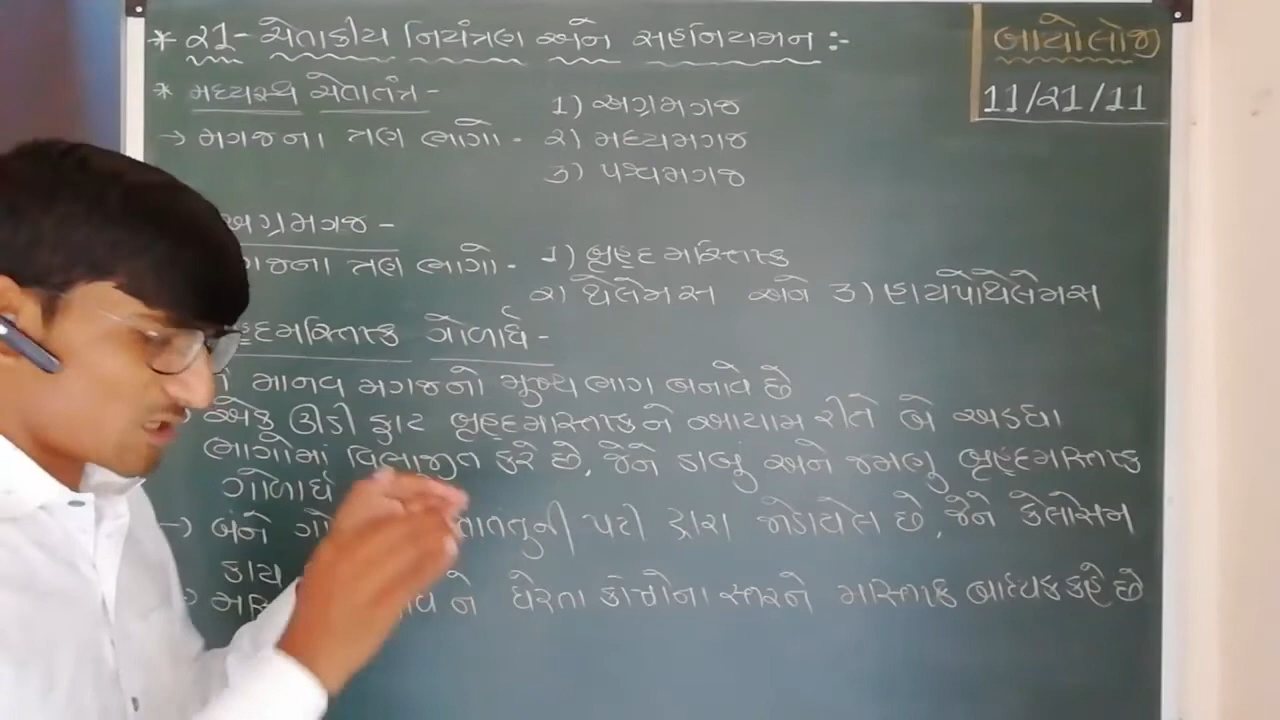 * ૨1- ચેતાકીય નિયંત્રણ અને સહનિયમન :-
બાયોલોજી
11/21/11
* મધ્યસ્થ ચેતાતંત્ર -
1) અગ્રમગજ
→ મગજના ત્રણ ભાગો - ૨) મધ્યમગજ
૩) પશ્ચમગજ
અગ્રમગજ -
ત્રણ ભાગો - 1) બૃહદ મસ્તિષ્ક
૨) થેલેમસ અને ૩) હાયપોથેલેમસ
ગોળાર્ધ -
માનવ મગજનો મુખ્ય ભાગ બનાવે છે
એક ઊંડી ફાટ બૃહદમસ્તિષ્કને આયામ રીતે બે અડધા
ભાગોમાં વિભાજીત કરે છે, જેને ડાબુ અને જમણુ બૃહદમસ્તિષ્ક
ગોળાર્ધ
→ બંને પટી દ્વારા જોડાયેલ છે, જેને કેલોસન
કાય
ને ઘેરતા કોષોના સ્તરને મસ્તિષ્ક બાહ્યક કહે છે